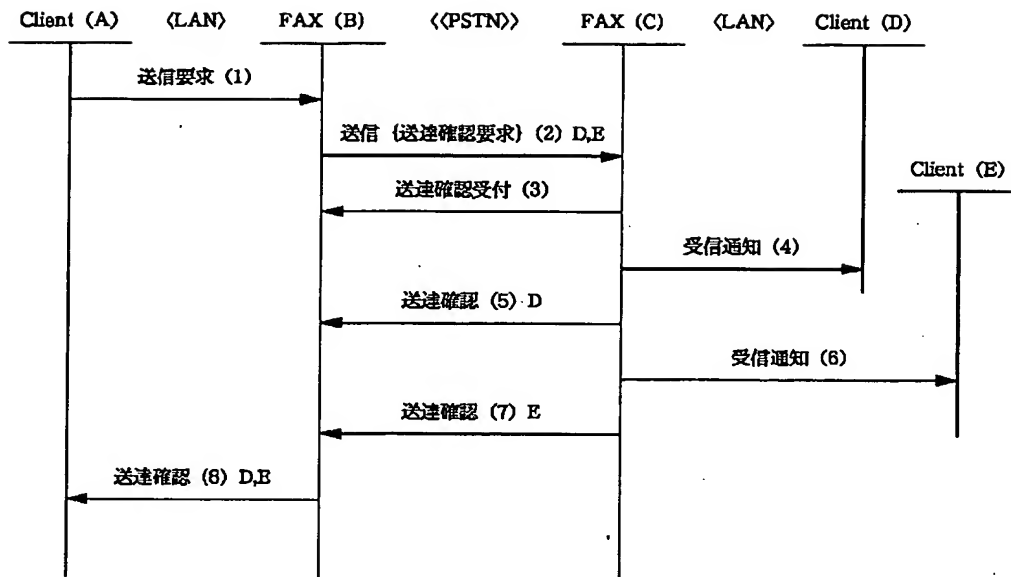 Client (A) 〈LAN〉 FAX (B) 《PSTN》 FAX (C) 〈LAN〉 Client (D)
送信要求 (1)
送信 {送達確認要求} (2) D,E
Client (E)
送達確認受付 (3)
受信通知 (4)
送達確認 (5) D
受信通知 (6)
送達確認 (7) E
送達確認 (8) D,E